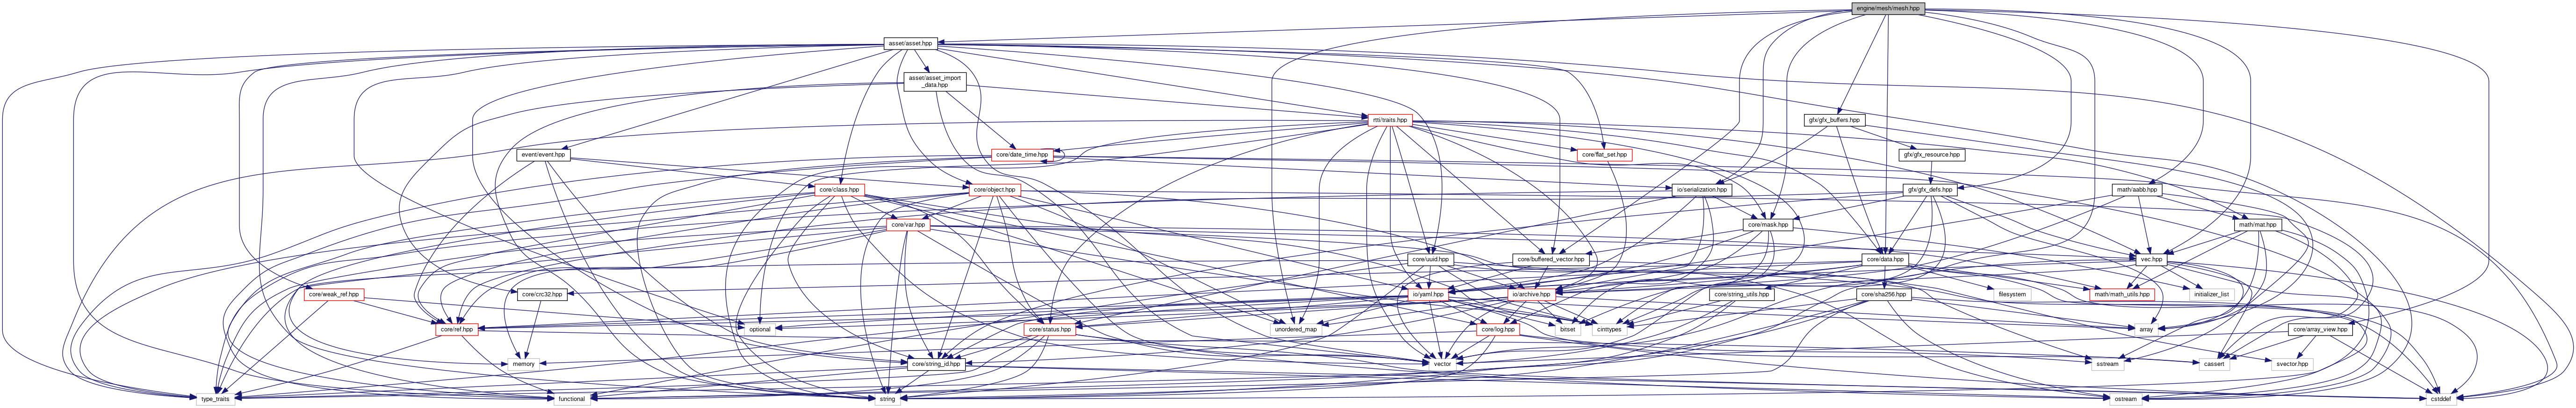 engine/mesh/mesh.hpp
asset/asset.hpp
asset/asset_import
_data.hpp
rtti/traits.hpp
gfx/gfx_buffers.hpp
event/event.hpp
core/date_time.hpp
core/flat_set.hpp
gfx/gfx_resource.hpp
core/class.hpp
core/object.hpp
io/serialization.hpp
gfx/gfx_defs.hpp
math/aabb.hpp
core/var.hpp
core/mask.hpp
math/mat.hpp
core/uuid.hpp
core/buffered_vector.hpp
core/data.hpp
vec.hpp
core/weak_ref.hpp
core/crc32.hpp
io/yaml.hpp
io/archive.hpp
core/string_utils.hpp
core/sha256.hpp
filesystem
math/math_utils.hpp
initializer_list
core/ref.hpp
optional
core/status.hpp
unordered_map
core/log.hpp
bitset
cinttypes
array
core/array_view.hpp
memory
core/string_id.hpp
vector
sstream
cassert
svector.hpp
type_traits
functional
string
ostream
cstddef